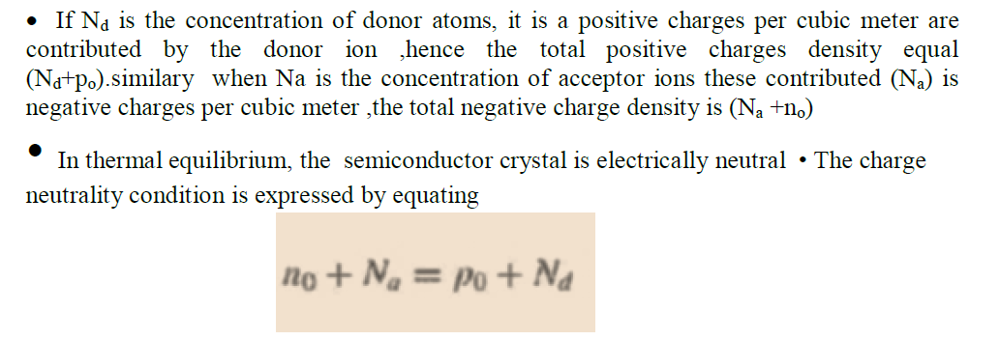 • If Nd is the concentration of donor atoms, it is a positive charges per cubic meter are
contributed by the donor ion ,hence the total positive charges density equal
(Nd+po).similary when Na is the concentration of acceptor ions these contributed (Na) is
negative charges per cubic meter ,the total negative charge density is (Na +no)
• In thermal equilibrium, the semiconductor crystal is electrically neutral • The charge
neutrality condition is expressed by equating
n0 + Na = p0 + Nd